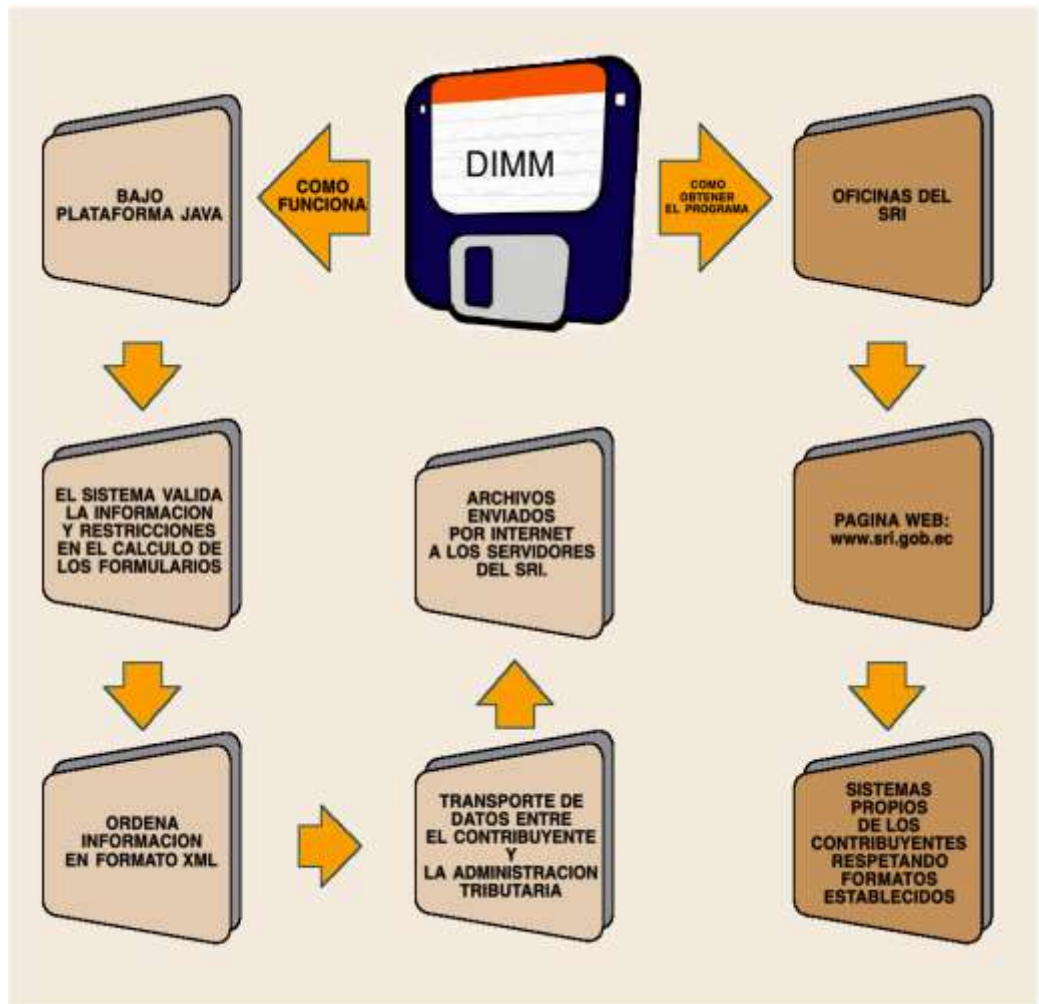 DIMM
COMO
FUNCIONA
BAJO
PLATAFORMA JAVA
EL SISTEMA VALIDA
LA INFORMACION
Y RESTRICCIONES
EN EL CALCULO DE
LOS FORMULARIOS
ORDENA
INFORMACION
EN FORMATO XML
TRANSPORTE DE
DATOS ENTRE
EL CONTRIBUYENTE
Y
LA ADMINISTRACION
TRIBUTARIA
ARCHIVOS
ENVIADOS
POR INTERNET
A LOS SERVIDORES
DEL SRI.
COMO
OBTENER
EL PROGRAMA
OFICINAS DEL
SRI
PAGINA WEB:
www.sri.gob.ec
SISTEMAS
PROPIOS
DE LOS
CONTRIBUYENTES
RESPETANDO
FORMATOS
ESTABLECIDOS